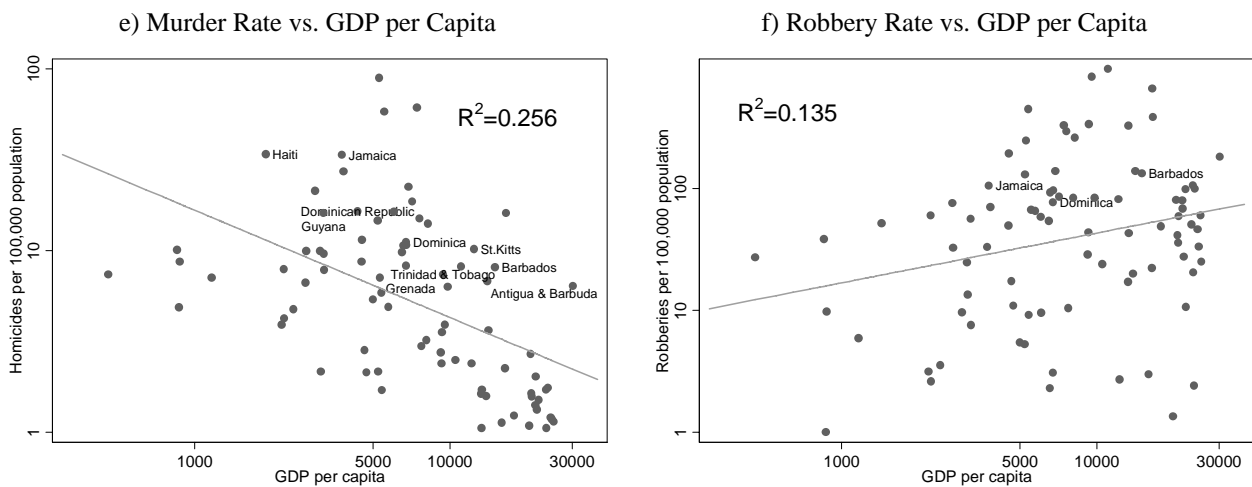 e) Murder Rate vs. GDP per Capita
100
10
1
Homicides per 100,000 population
R²=0.256
Haiti
Jamaica
Dominican Republic
Guyana
Dominica
St.Kitts
Trinidad & Tobago
Barbados
Grenada
Antigua & Barbuda
1000
5000
10000
30000
GDP per capita
f) Robbery Rate vs. GDP per Capita
100
10
1
Robberies per 100,000 population
R²=0.135
Jamaica
Barbados
Dominica
1000
5000
10000
30000
GDP per capita